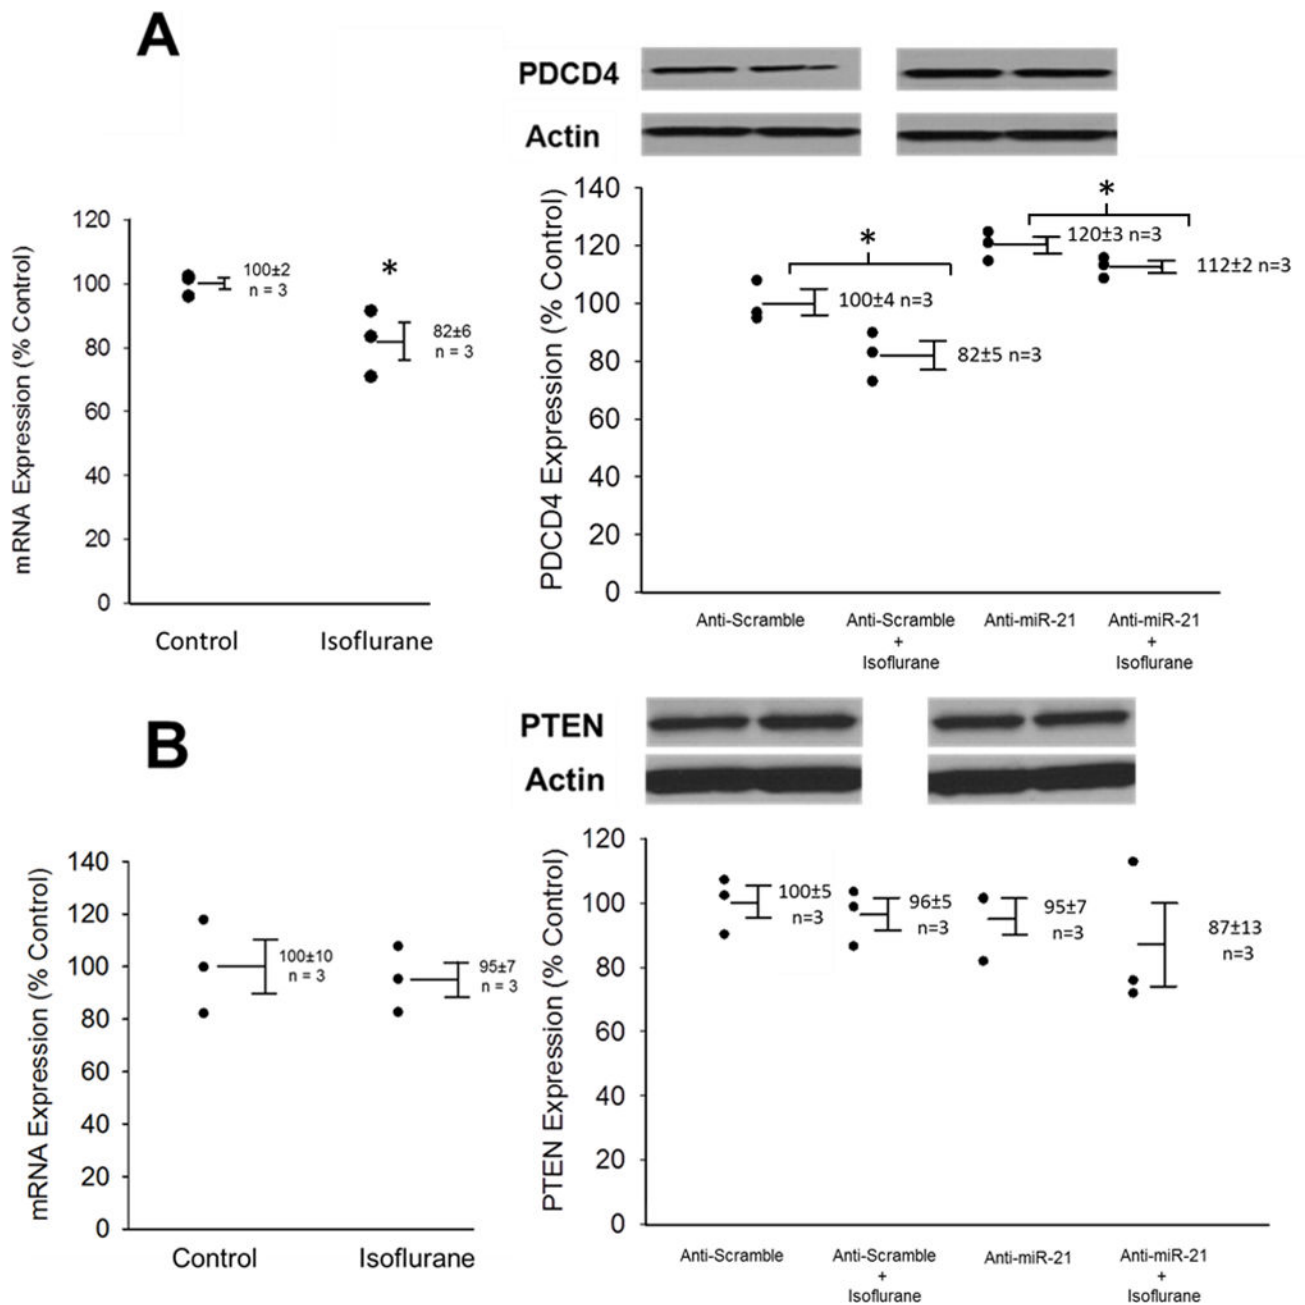 A
PDCD4
Actin
mRNA Expression (% Control)
120
100
80
60
40
20
0
100±2
n = 3
*
82±6
n = 3
Control
Isoflurane
PDCD4 Expression (% Control)
140
120
100
80
60
40
20
0
*
100±4 n=3
82±5 n=3
*
120±3 n=3
112±2 n=3
Anti-Scramble
Anti-Scramble
+
Isoflurane
Anti-miR-21
Anti-miR-21
+
Isoflurane
B
PTEN
Actin
mRNA Expression (% Control)
140
120
100
80
60
40
20
0
100±10
n = 3
95±7
n = 3
Control
Isoflurane
PTEN Expression (% Control)
120
100
80
60
40
20
0
100±5
n=3
96±5
n=3
95±7
n=3
87±13
n=3
Anti-Scramble
Anti-Scramble
+
Isoflurane
Anti-miR-21
Anti-miR-21
+
Isoflurane